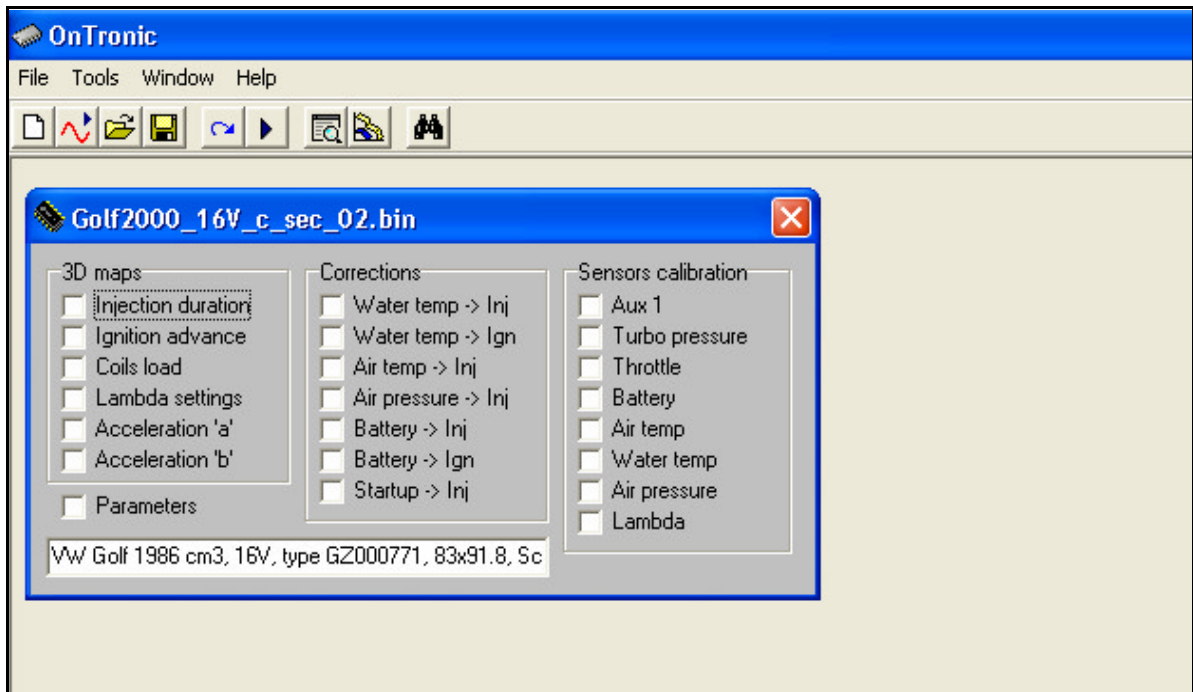 OnTronic
File Tools Window Help
Golf2000_16V_c_sec_02.bin
3D maps
Injection duration
Ignition advance
Coils load
Lambda settings
Acceleration 'a'
Acceleration 'b'
Parameters
Corrections
Water temp -> Inj
Water temp -> Ign
Air temp -> Inj
Air pressure -> Inj
Battery -> Inj
Battery -> Ign
Startup -> Inj
Sensors calibration
Aux 1
Turbo pressure
Throttle
Battery
Air temp
Water temp
Air pressure
Lambda
VW Golf 1986 cm3, 16V, type GZ000771, 83x91.8, Sc